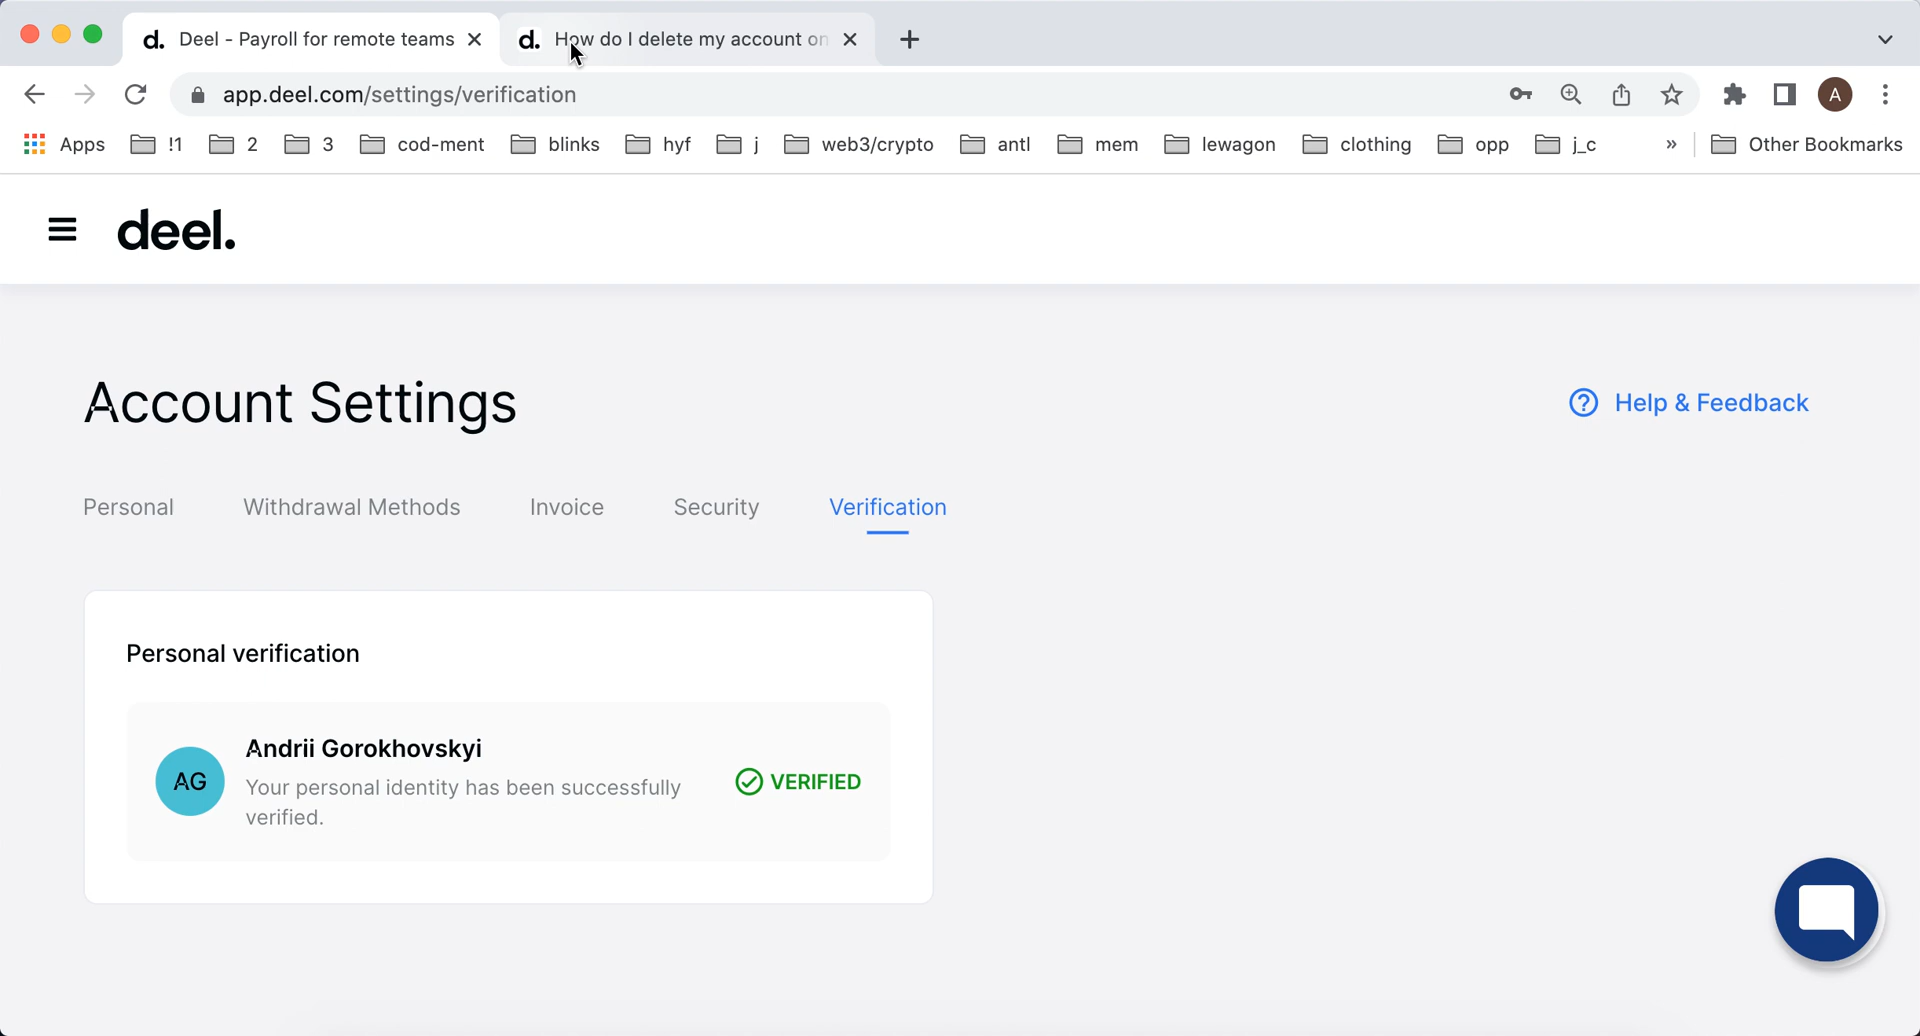 d. Deel - Payroll for remote teams
d. How do I delete my account on
app.deel.com/settings/verification
A
Apps !1 2 3 cod-ment blinks hyf j web3/crypto antl mem lewagon clothing opp j_c » Other Bookmarks
deel.
Account Settings
? Help & Feedback
Personal Withdrawal Methods Invoice Security Verification
Personal verification
AG
Andrii Gorokhovskyi
Your personal identity has been successfully
verified.
VERIFIED